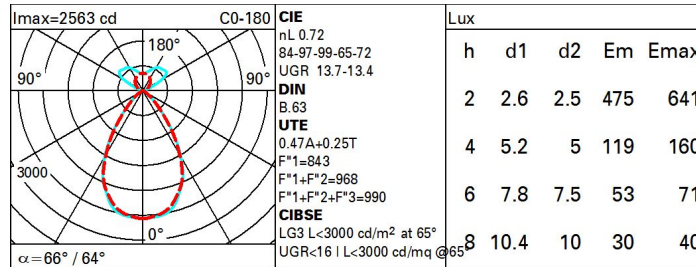 Imax=2563 cd C0-180
180°
90° 90°
3000
0°
α=66° / 64°
CIE
nL 0.72
84-97-99-65-72
UGR 13.7-13.4
DIN
B.63
UTE
0.47A+0.25T
F"1=843
F"1+F"2=968
F"1+F"2+F"3=990
CIBSE
LG3 L<3000 cd/m² at 65°
UGR<16 | L<3000 cd/mq @65°
Lux
h d1 d2 Em Emax
2 2.6 2.5 475 641
4 5.2 5 119 160
6 7.8 7.5 53 71
8 10.4 10 30 40